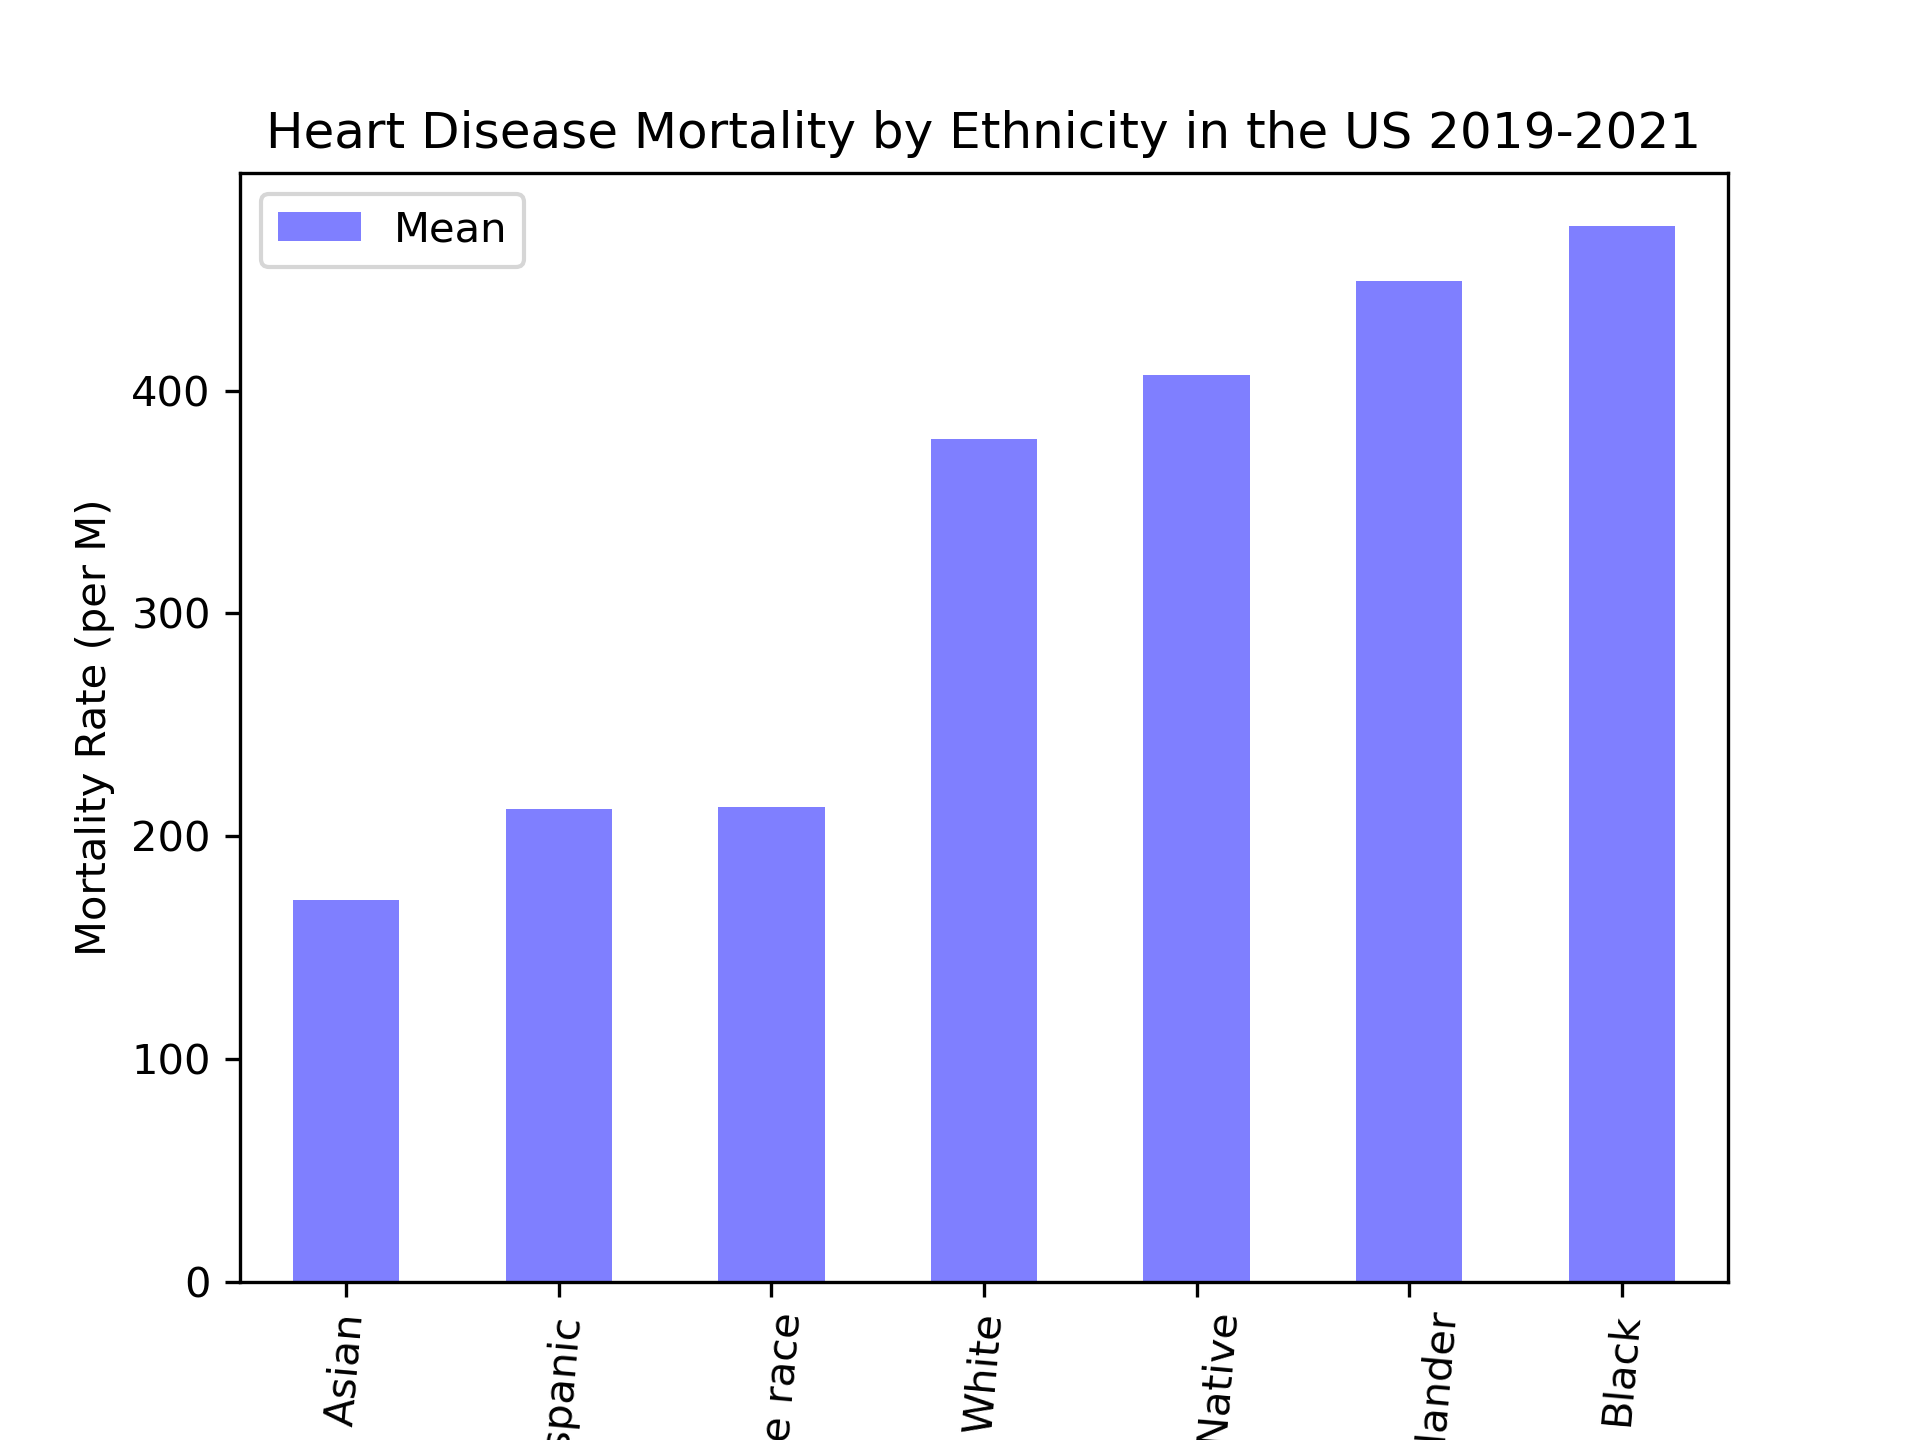 Heart Disease Mortality by Ethnicity in the US 2019-2021
Mean
Mortality Rate (per M)
400
300
200
100
0
Asian
spanic
e race
White
Native
lander
Black